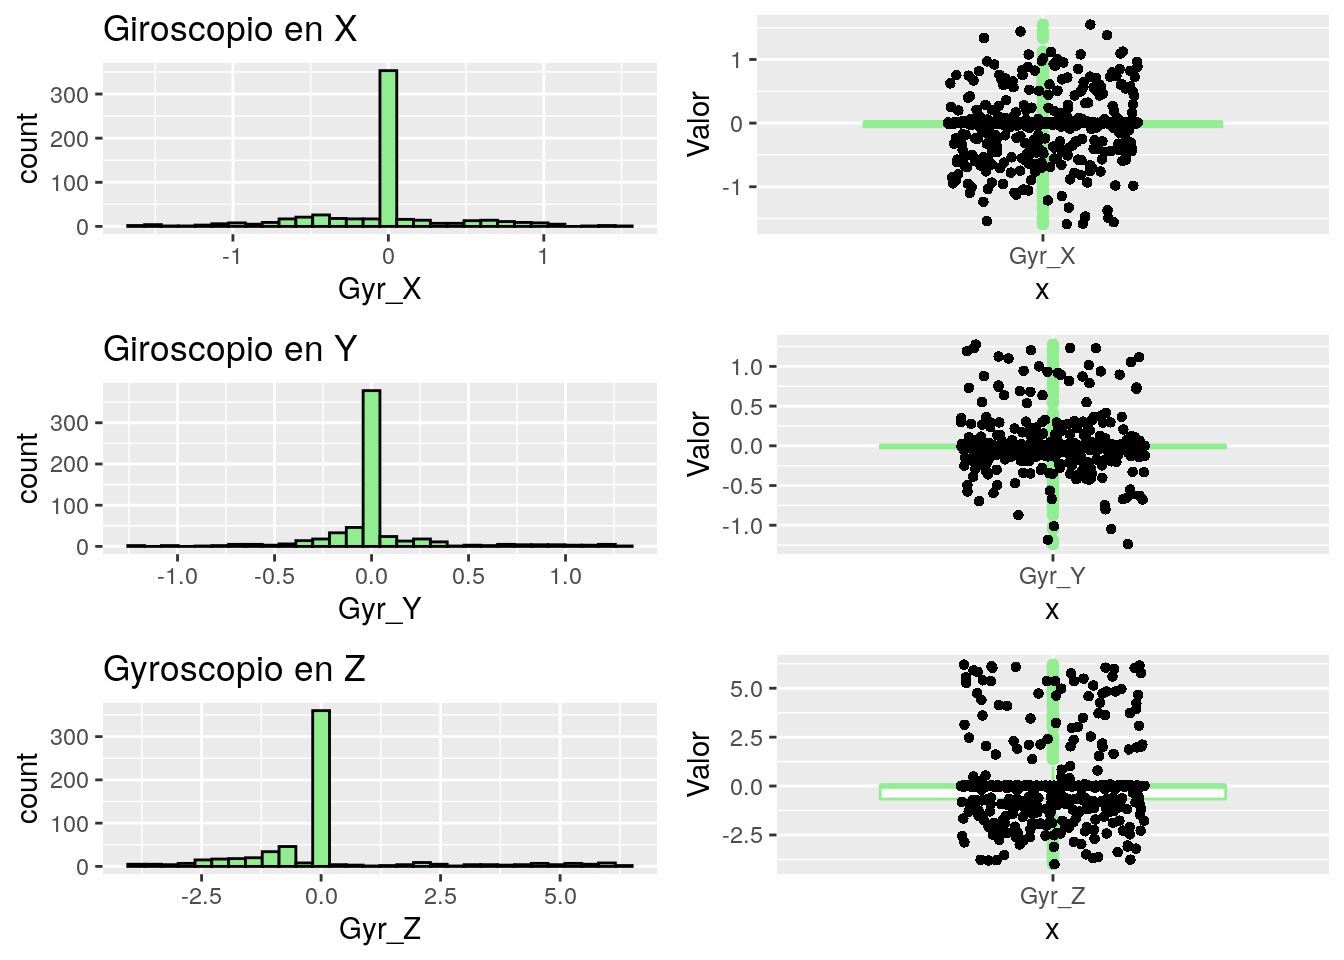 Giroscopio en X
count
300
200
100
0
-1
0
1
Gyr_X
Valor
1
0
-1
Gyr_X
x
Giroscopio en Y
count
300
200
100
0
-1.0
-0.5
0.0
0.5
1.0
Gyr_Y
Valor
1.0
0.5
0.0
-0.5
-1.0
Gyr_Y
x
Gyroscopio en Z
count
300
200
100
0
-2.5
0.0
2.5
5.0
Gyr_Z
Valor
5.0
2.5
0.0
-2.5
Gyr_Z
x